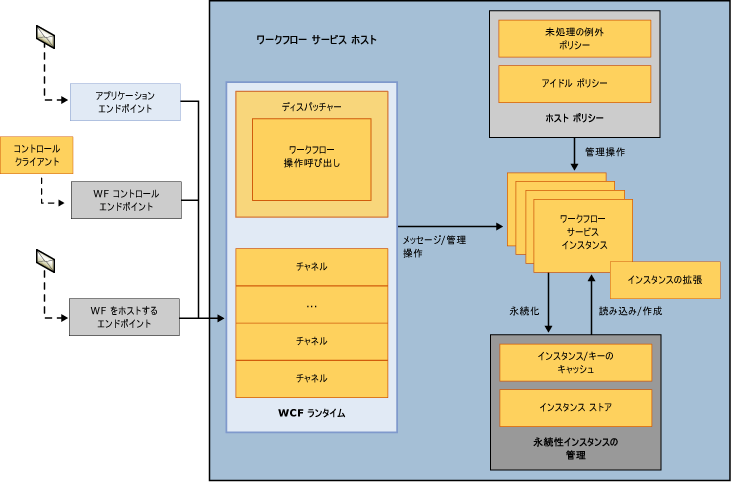 ワークフロー サービス ホスト
アプリケーション
エンドポイント
コントロール
クライアント
WF コントロール
エンドポイント
WF をホストする
エンドポイント
ディスパッチャー
ワークフロー
操作呼び出し
チャネル
...
チャネル
チャネル
WCF ランタイム
メッセージ/管理
操作
未処理の例外
ポリシー
アイドル ポリシー
ホスト ポリシー
管理操作
ワークフロー
サービス
インスタンス
インスタンスの拡張
永続化
読み込み/作成
インスタンス/キーの
キャッシュ
インスタンス ストア
永続性インスタンスの
管理